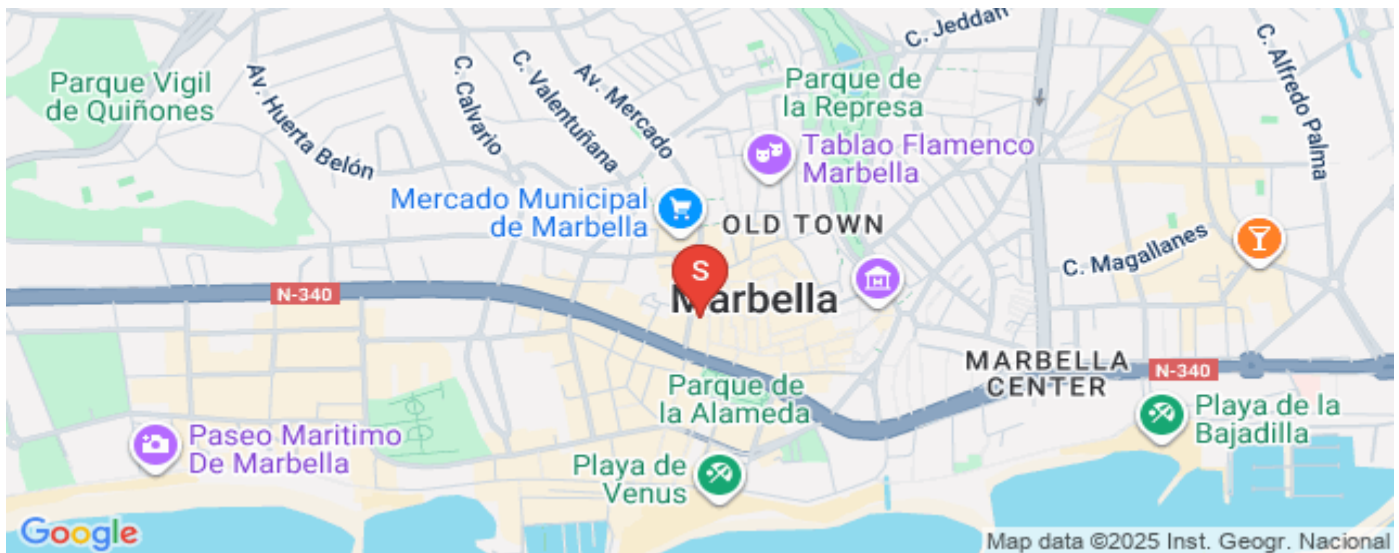 C. Jeddah
Parque Vigil
de Quiñones
Av. Huerta Belón
C. Calvario
C. Valentuñana
Av. Mercado
Parque de
la Represa
C. Alfredo Palma
Tablao Flamenco
Marbella
Mercado Municipal
de Marbella
OLD TOWN
C. Magallanes
S
Marbella
N-340
MARBELLA
CENTER
N-340
Parque de
la Alameda
Paseo Maritimo
De Marbella
Playa de
Venus
Playa de la
Bajadilla
Google
Map data ©2025 Inst. Geogr. Nacional